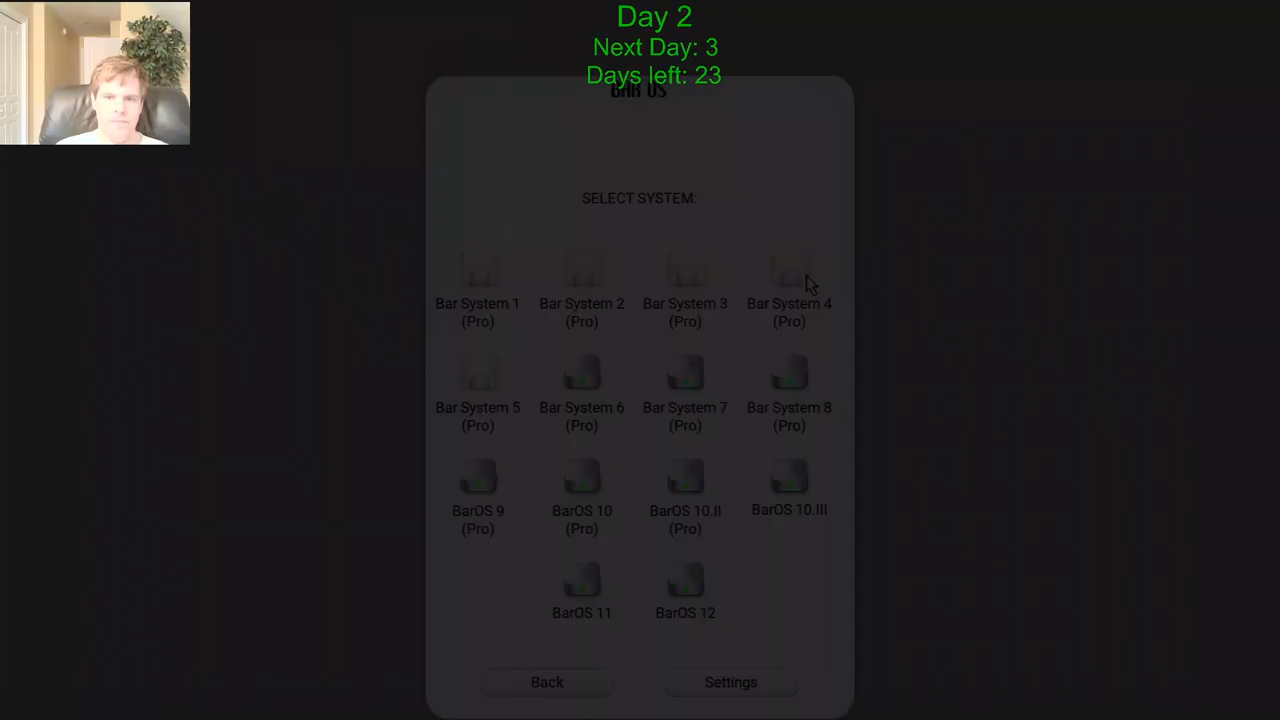 Day 2
Next Day: 3
Days left: 23
BAR OS
SELECT SYSTEM:
Bar System 1 (Pro)
Bar System 2 (Pro)
Bar System 3 (Pro)
Bar System 4 (Pro)
Bar System 5 (Pro)
Bar System 6 (Pro)
Bar System 7 (Pro)
Bar System 8 (Pro)
BarOS 9 (Pro)
BarOS 10 (Pro)
BarOS 10.II (Pro)
BarOS 10.III
BarOS 11
BarOS 12
Back
Settings